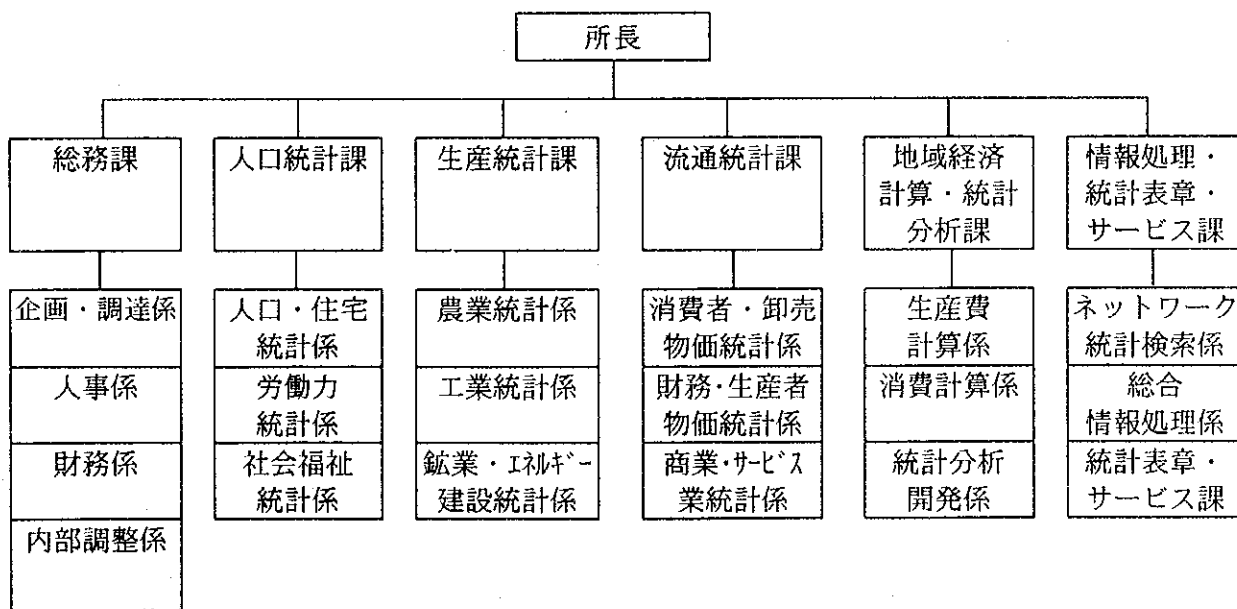 所長
総務課
人口統計課
生産統計課
流通統計課
地域経済
計算・統計
分析課
情報処理・
統計表章・
サービス課
企画・調達係
人事係
財務係
内部調整係
人口・住宅
統計係
労働力
統計係
社会福祉
統計係
農業統計係
工業統計係
鉱業・エネルギー
建設統計係
消費者・卸売
物価統計係
財務・生産者
物価統計係
商業・サービス
業統計係
生産費
計算係
消費計算係
統計分析
開発係
ネットワーク
統計検索係
総合
情報処理係
統計表章・
サービス課